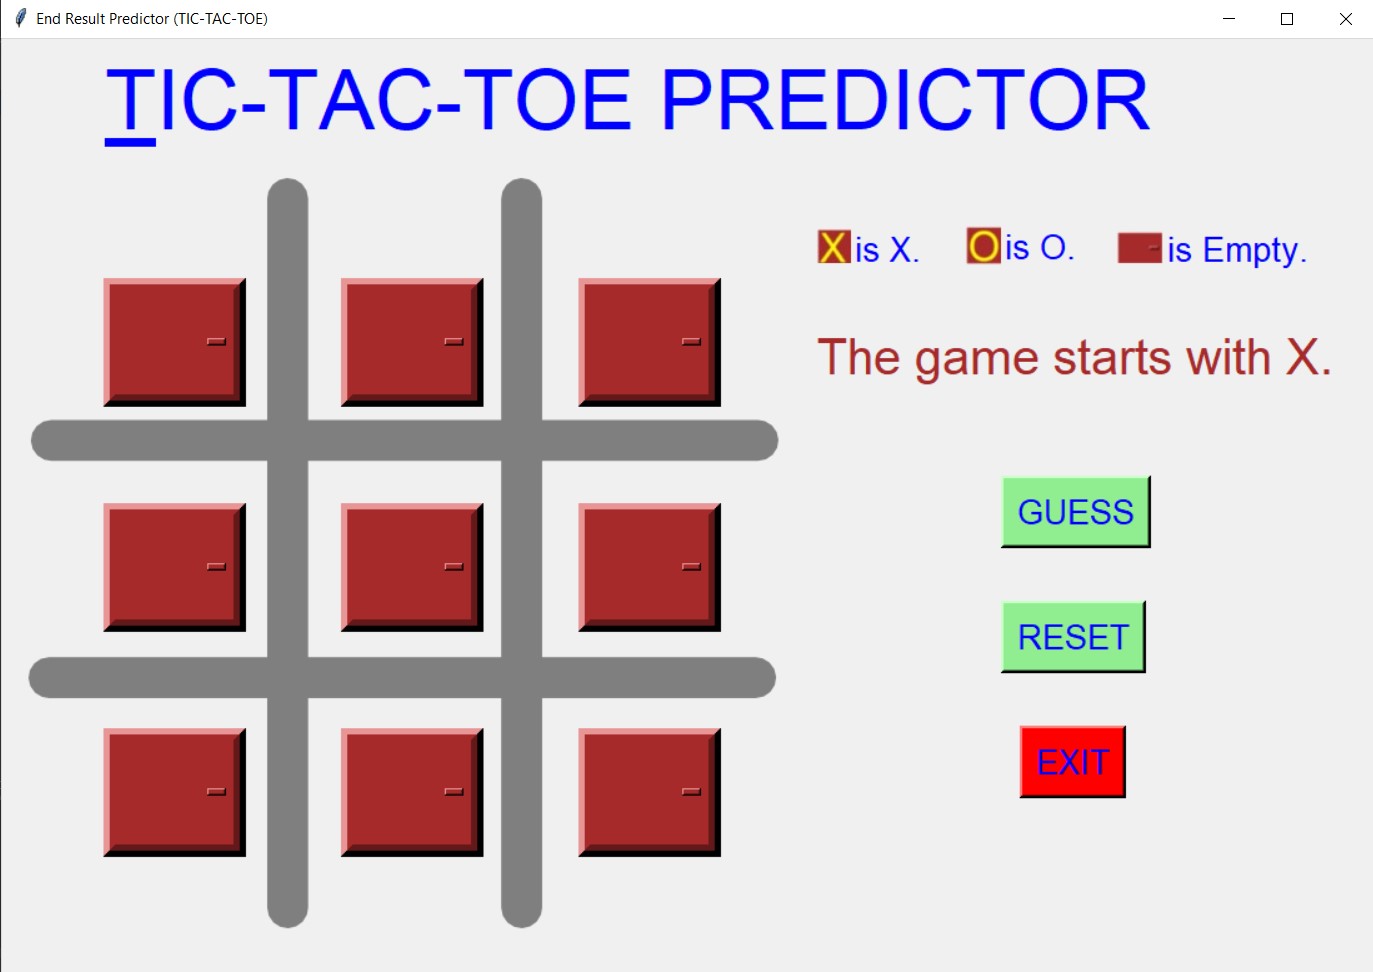 End Result Predictor (TIC-TAC-TOE)
TIC-TAC-TOE PREDICTOR
X is X. O is O. is Empty.
The game starts with X.
GUESS
RESET
EXIT